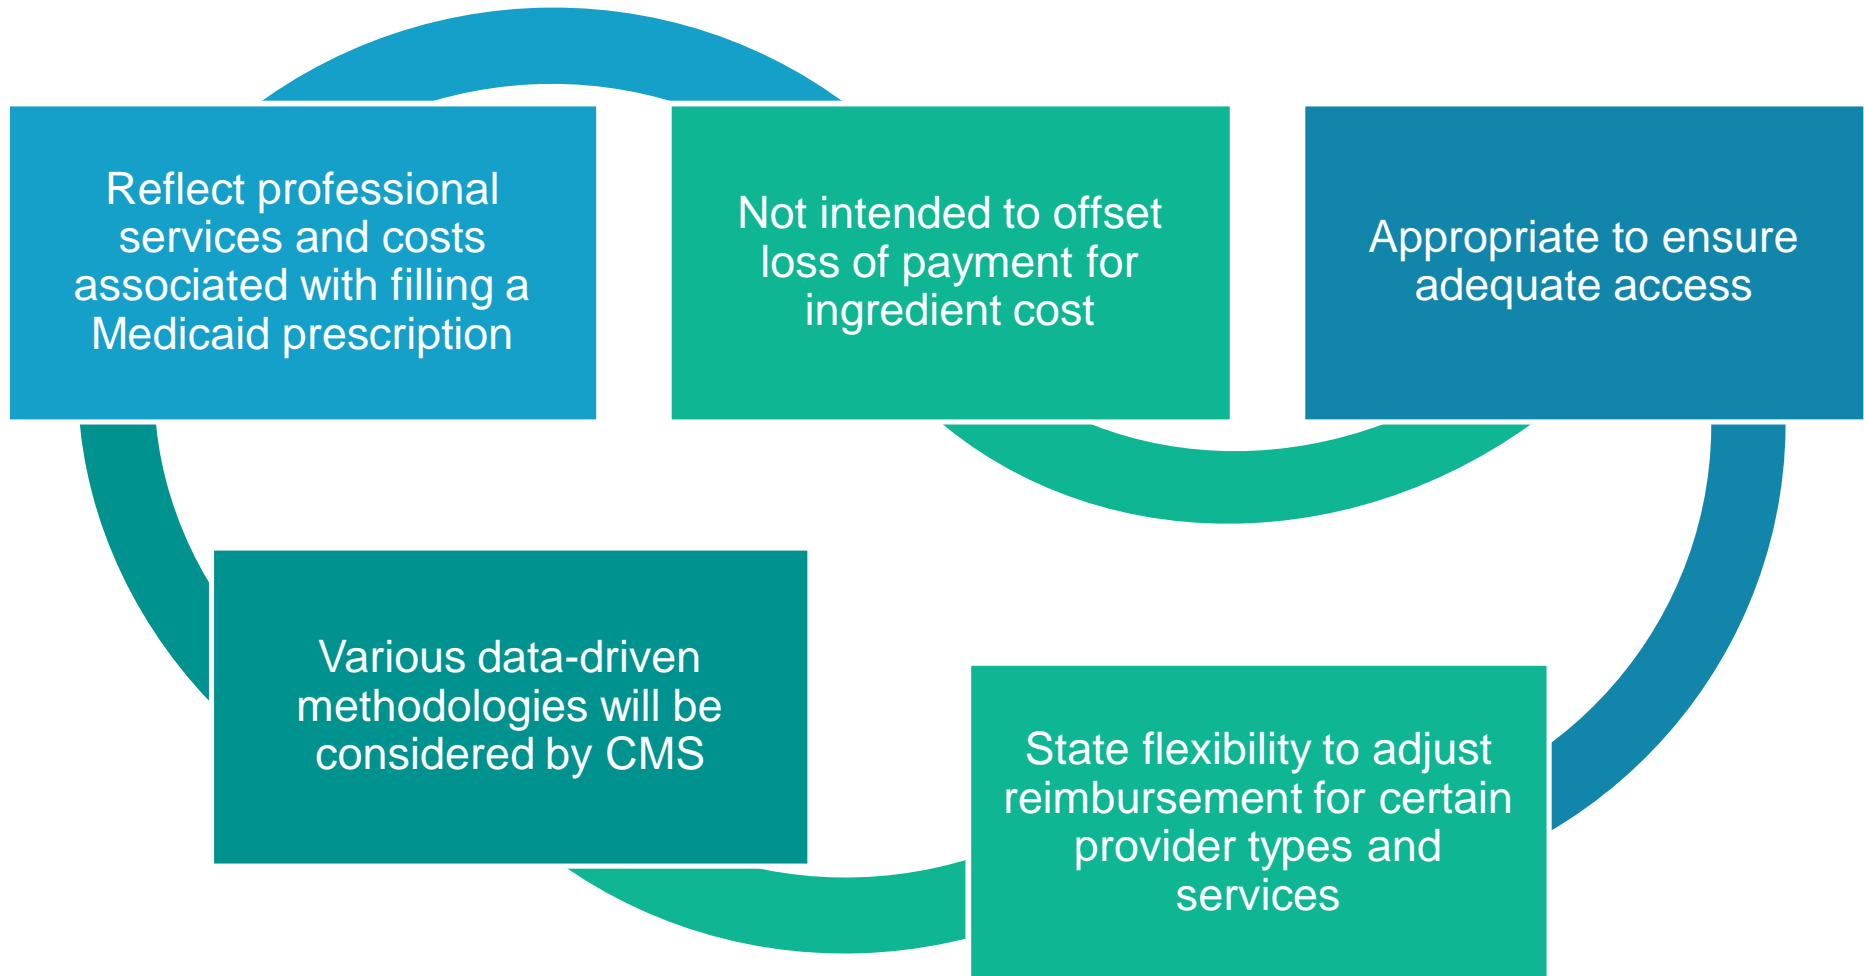 Reflect professional
services and costs
associated with filling a
Medicaid prescription
Not intended to offset
loss of payment for
ingredient cost
Appropriate to ensure
adequate access
Various data-driven
methodologies will be
considered by CMS
State flexibility to adjust
reimbursement for certain
provider types and
services